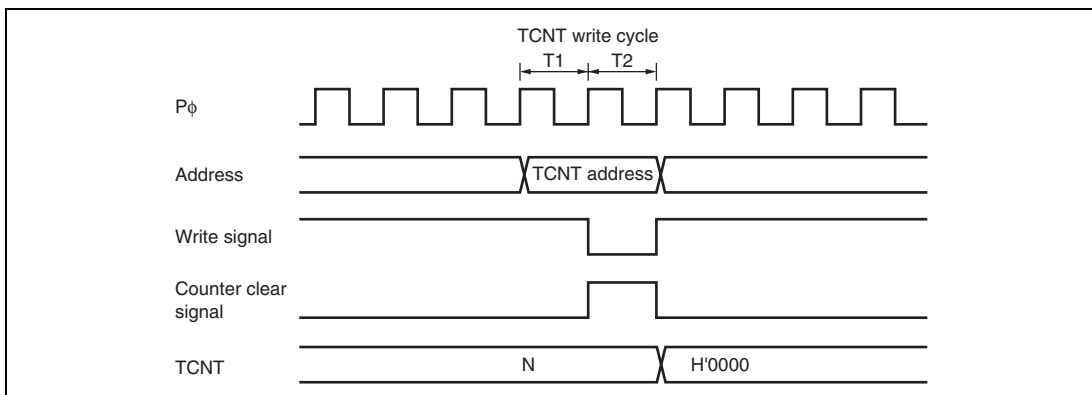 TCNT write cycle
T1 T2
Pϕ
Address
TCNT address
Write signal
Counter clear
signal
TCNT
N
H'0000